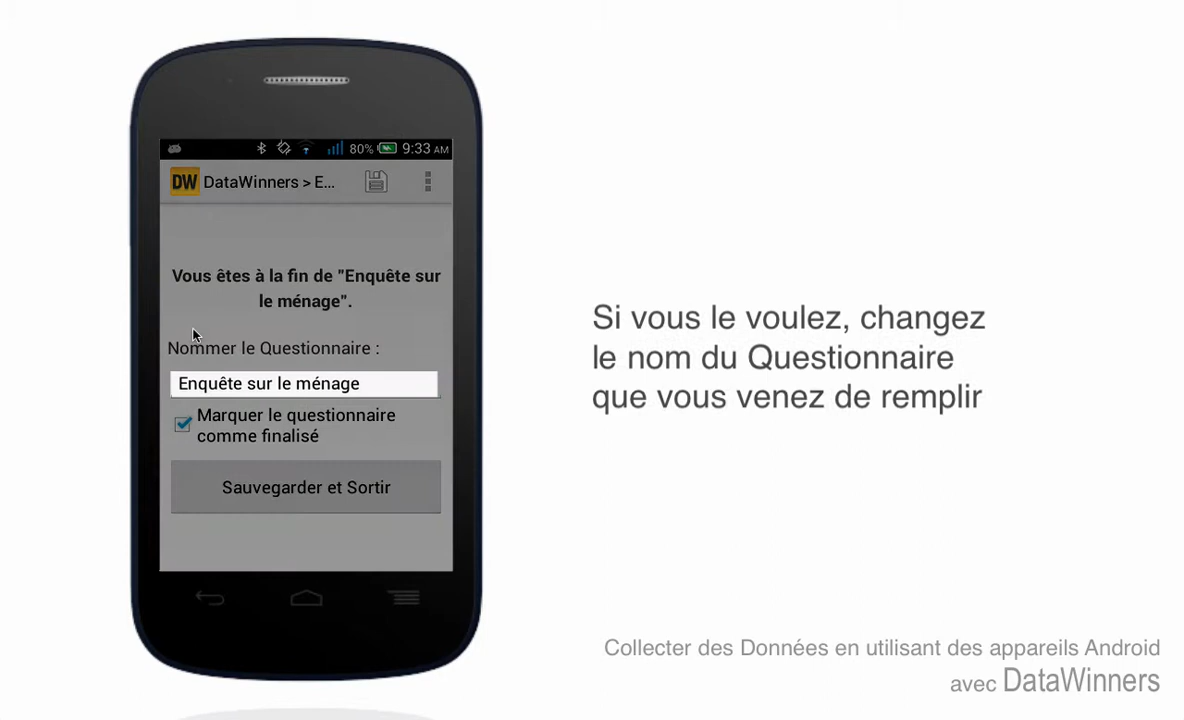 80% 9:33 AM
DW DataWinners > E...
Vous êtes à la fin de "Enquête sur
le ménage".
Nommer le Questionnaire :
Enquête sur le ménage
Marquer le questionnaire
comme finalisé
Sauvegarder et Sortir
Si vous le voulez, changez
le nom du Questionnaire
que vous venez de remplir
Collecter des Données en utilisant des appareils Android
avec DataWinners